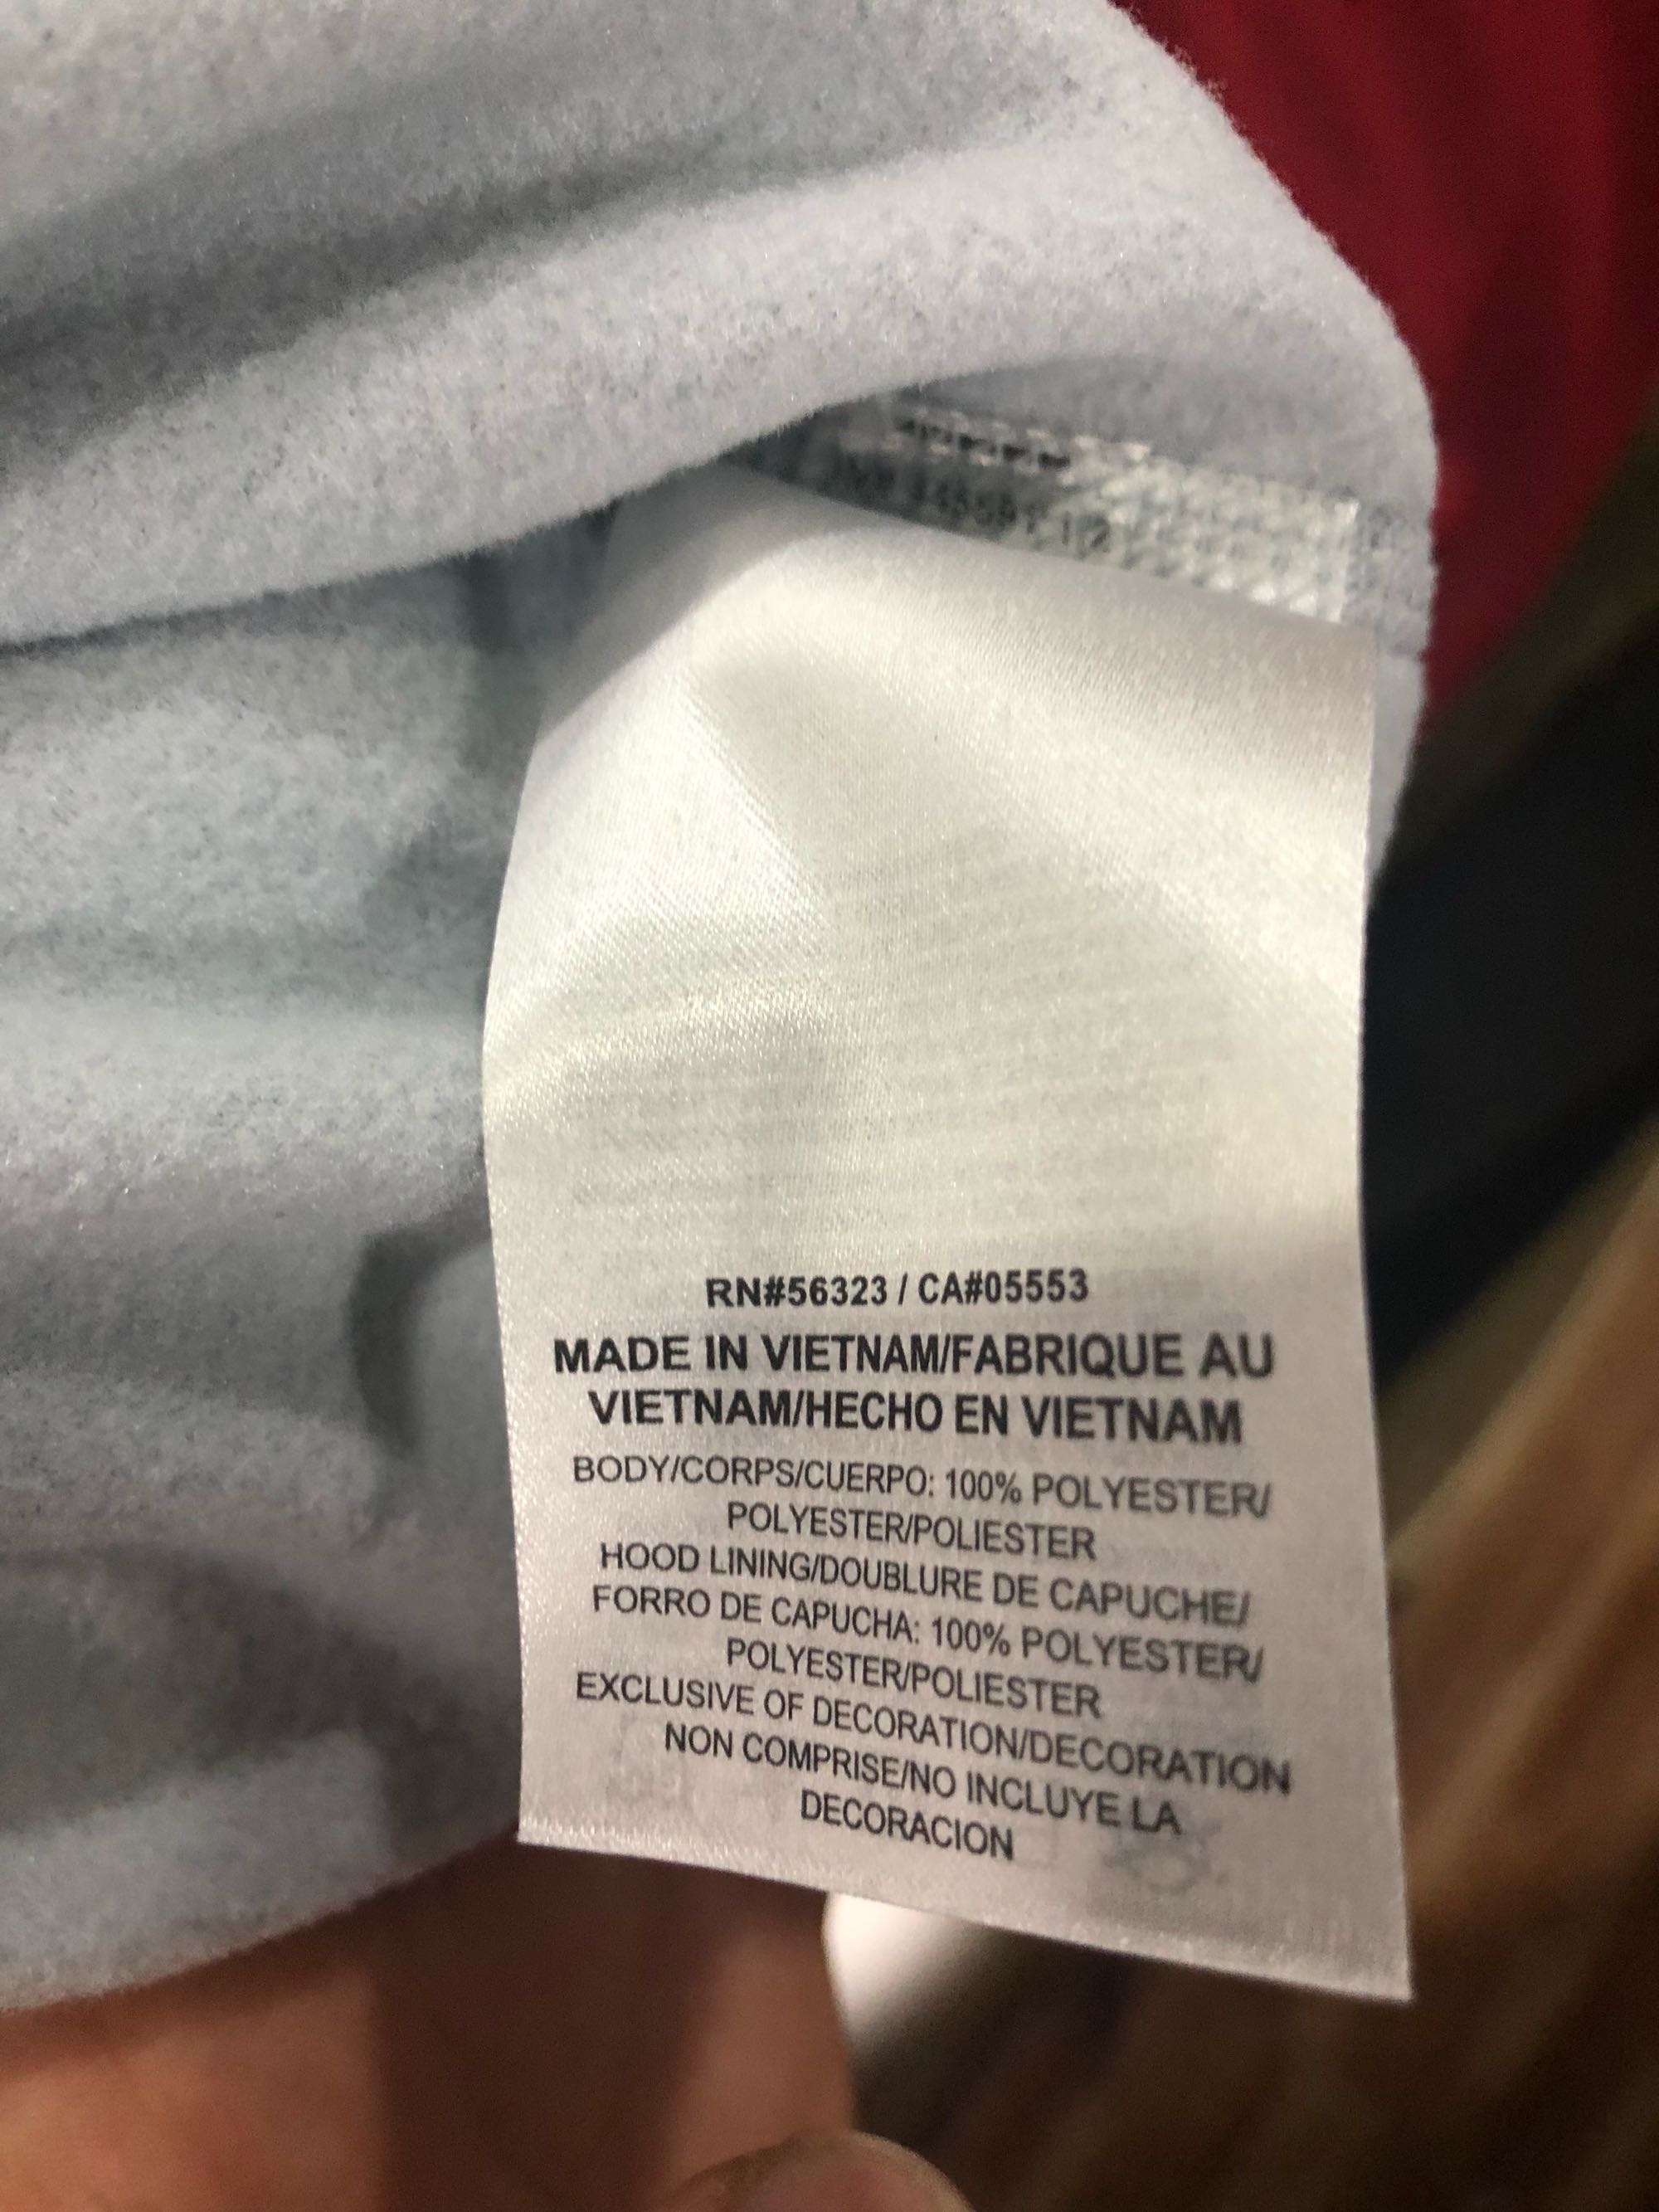 RN#56323 / CA#05553
MADE IN VIETNAM/FABRIQUE AU
VIETNAM/HECHO EN VIETNAM
BODY/CORPS/CUERPO: 100% POLYESTER/
POLYESTER/POLIESTER
HOOD LINING/DOUBLURE DE CAPUCHE/
FORRO DE CAPUCHA: 100% POLYESTER/
POLYESTER/POLIESTER
EXCLUSIVE OF DECORATION/DECORATION
NON COMPRISE/NO INCLUYE LA
DECORACION